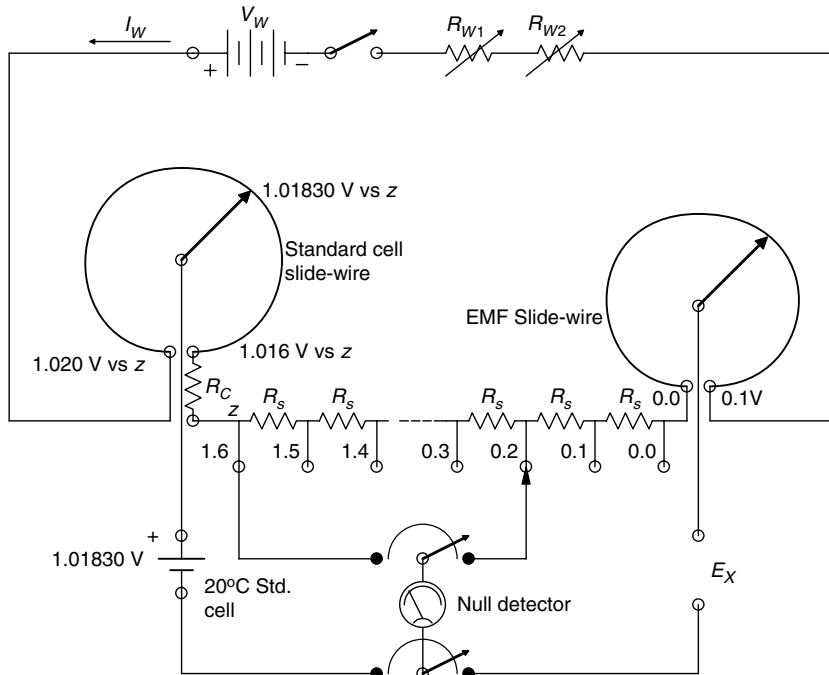 I_W
V_W
R_W1
R_W2
+
−
1.01830 V vs z
Standard cell
slide-wire
EMF Slide-wire
1.020 V vs z
1.016 V vs z
R_C
z
R_s
R_s
R_s
R_s
R_s
0.0
0.1V
1.6
1.5
1.4
0.3
0.2
0.1
0.0
+
1.01830 V
20ºC Std.
cell
Null detector
E_X